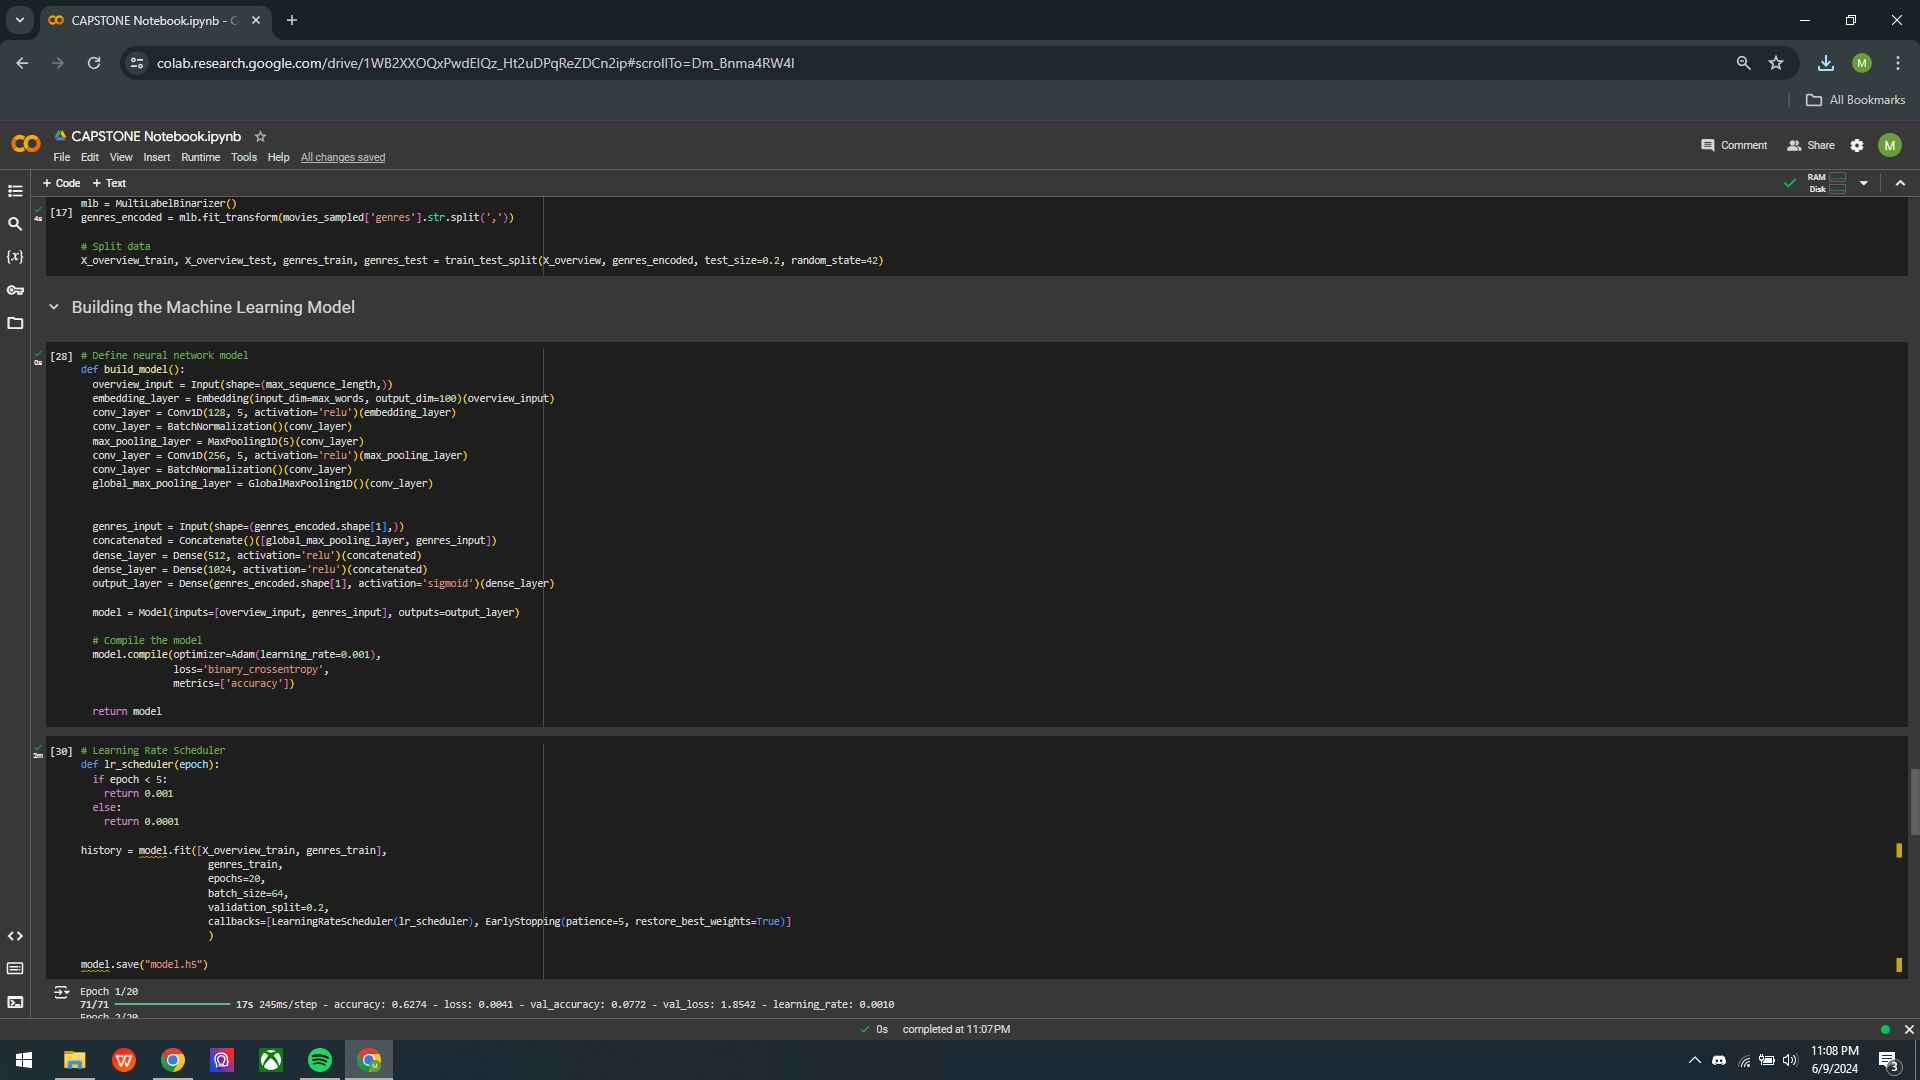 CAPSTONE Notebook.ipynb - C
colab.research.google.com/drive/1WB2XXOQxPwdElQz_Ht2uDPqReZDCn2ip#scrollTo=Dm_Bnma4RW4l
M
All Bookmarks
CAPSTONE Notebook.ipynb
File Edit View Insert Runtime Tools Help All changes saved
Comment Share M
+ Code + Text
RAM
Disk
4s
[17]
mlb = MultiLabelBinarizer()
genres_encoded = mlb.fit_transform(movies_sampled['genres'].str.split(','))
# Split data
X_overview_train, X_overview_test, genres_train, genres_test = train_test_split(X_overview, genres_encoded, test_size=0.2, random_state=42)
Building the Machine Learning Model
0s
[28] # Define neural network model
def build_model():
overview_input = Input(shape=(max_sequence_length,))
embedding_layer = Embedding(input_dim=max_words, output_dim=100)(overview_input)
conv_layer = Conv1D(128, 5, activation='relu')(embedding_layer)
conv_layer = BatchNormalization()(conv_layer)
max_pooling_layer = MaxPooling1D(5)(conv_layer)
conv_layer = Conv1D(256, 5, activation='relu')(max_pooling_layer)
conv_layer = BatchNormalization()(conv_layer)
global_max_pooling_layer = GlobalMaxPooling1D()(conv_layer)
genres_input = Input(shape=(genres_encoded.shape[1],))
concatenated = Concatenate()([global_max_pooling_layer, genres_input])
dense_layer = Dense(512, activation='relu')(concatenated)
dense_layer = Dense(1024, activation='relu')(concatenated)
output_layer = Dense(genres_encoded.shape[1], activation='sigmoid')(dense_layer)
model = Model(inputs=[overview_input, genres_input], outputs=output_layer)
# Compile the model
model.compile(optimizer=Adam(learning_rate=0.001),
loss='binary_crossentropy',
metrics=['accuracy'])
return model
2m
[30] # Learning Rate Scheduler
def lr_scheduler(epoch):
if epoch < 5:
return 0.001
else:
return 0.0001
history = model.fit([X_overview_train, genres_train],
genres_train,
epochs=20,
batch_size=64,
validation_split=0.2,
callbacks=[LearningRateScheduler(lr_scheduler), EarlyStopping(patience=5, restore_best_weights=True)]
)
model.save("model.h5")
Epoch 1/20
71/71 17s 245ms/step - accuracy: 0.6274 - loss: 0.0041 - val_accuracy: 0.0772 - val_loss: 1.8542 - learning_rate: 0.0010
Epoch 2/20
0s completed at 11:07 PM
11:08 PM
6/9/2024
3